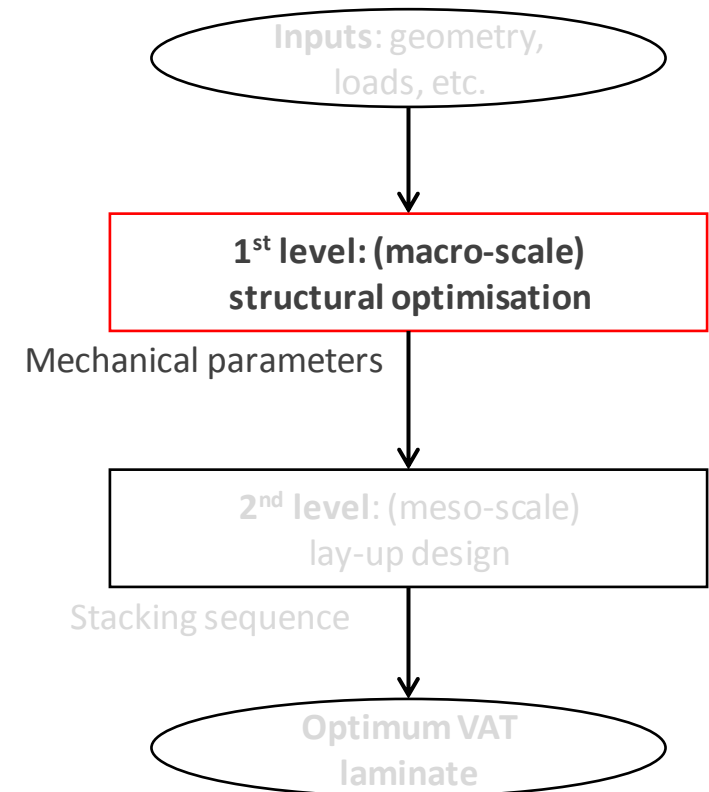 Inputs: geometry,
loads, etc.
1st level: (macro-scale)
structural optimisation
Mechanical parameters
2nd level: (meso-scale)
lay-up design
Stacking sequence
Optimum VAT
laminate